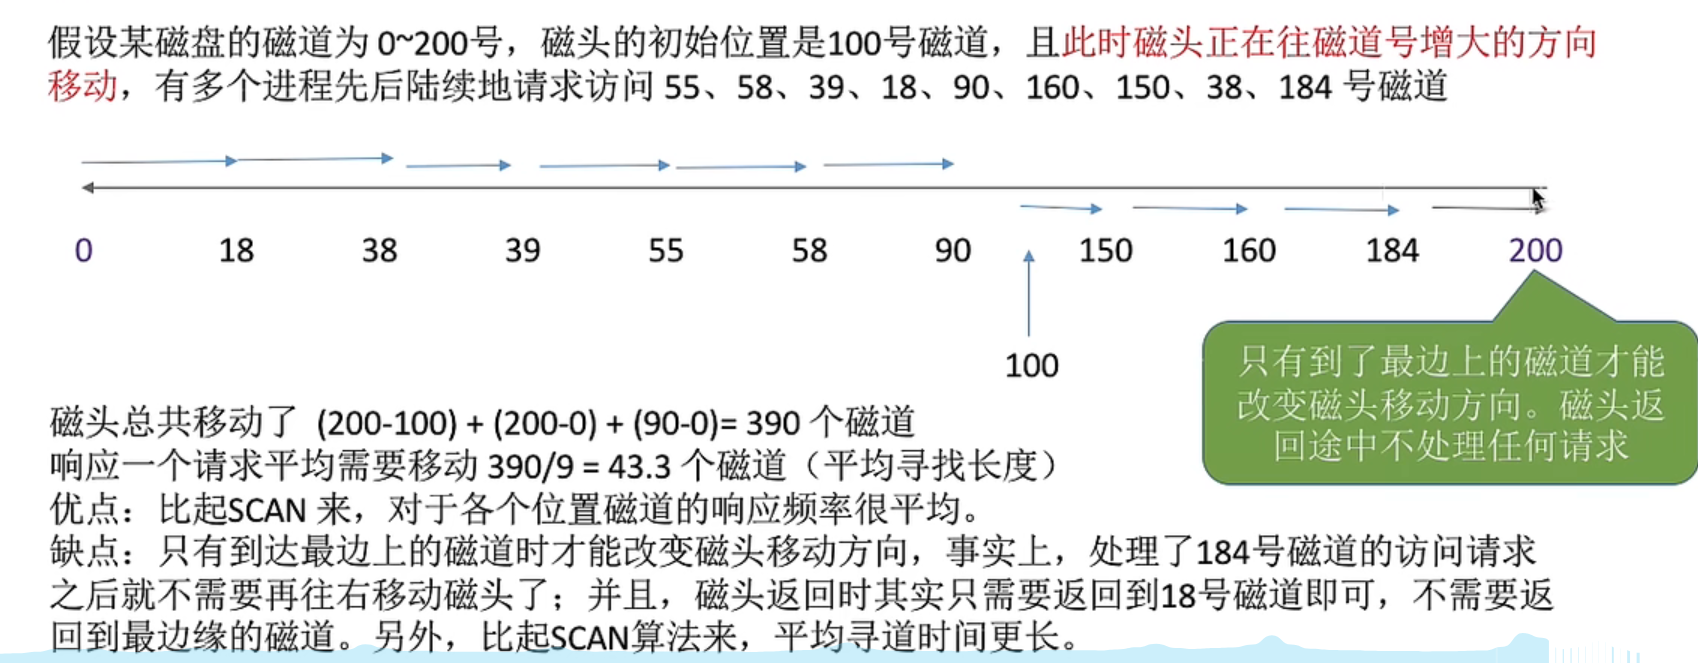 假设某磁盘的磁道为 0~200号，磁头的初始位置是100号磁道，且此时磁头正在往磁道号增大的方向
移动，有多个进程先后陆续地请求访问 55、58、39、18、90、160、150、38、184 号磁道
0 18 38 39 55 58 90 150 160 184 200
100
只有到了最边上的磁道才能
改变磁头移动方向。磁头返
回途中不处理任何请求
磁头总共移动了 (200-100) + (200-0) + (90-0)= 390 个磁道
响应一个请求平均需要移动 390/9 = 43.3 个磁道（平均寻找长度）
优点：比起SCAN 来，对于各个位置磁道的响应频率很平均。
缺点：只有到达最边上的磁道时才能改变磁头移动方向，事实上，处理了184号磁道的访问请求
之后就不需要再往右移动磁头了；并且，磁头返回时其实只需要返回到18号磁道即可，不需要返
回到最边缘的磁道。另外，比起SCAN算法来，平均寻道时间更长。